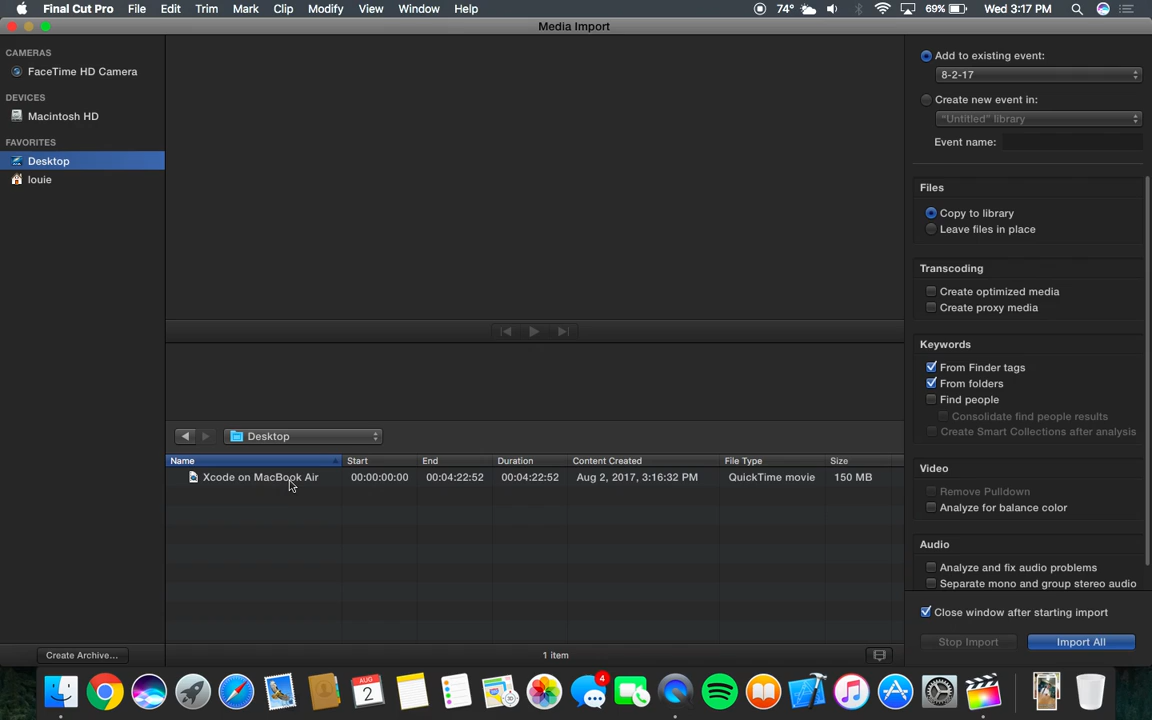 Final Cut Pro File Edit Trim Mark Clip Modify View Window Help 74° 69% Wed 3:17 PM
Media Import
CAMERAS
FaceTime HD Camera
DEVICES
Macintosh HD
FAVORITES
Desktop
louie
Desktop
Name Start End Duration Content Created File Type Size
Xcode on MacBook Air 00:00:00:00 00:04:22:52 00:04:22:52 Aug 2, 2017, 3:16:32 PM QuickTime movie 150 MB
Create Archive...
1 item
Add to existing event:
8-2-17
Create new event in:
"Untitled" library
Event name:
Files
Copy to library
Leave files in place
Transcoding
Create optimized media
Create proxy media
Keywords
From Finder tags
From folders
Find people
Consolidate find people results
Create Smart Collections after analysis
Video
Remove Pulldown
Analyze for balance color
Audio
Analyze and fix audio problems
Separate mono and group stereo audio
Close window after starting import
Stop Import Import All
AUG
2
4